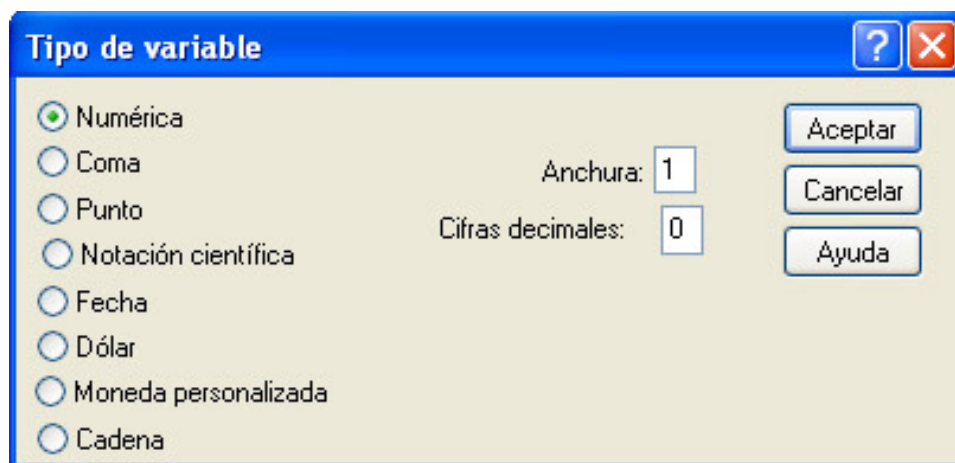 Tipo de variable
Numérica
Coma
Punto
Notación científica
Fecha
Dólar
Moneda personalizada
Cadena
Anchura: 1
Cifras decimales: 0
Aceptar
Cancelar
Ayuda